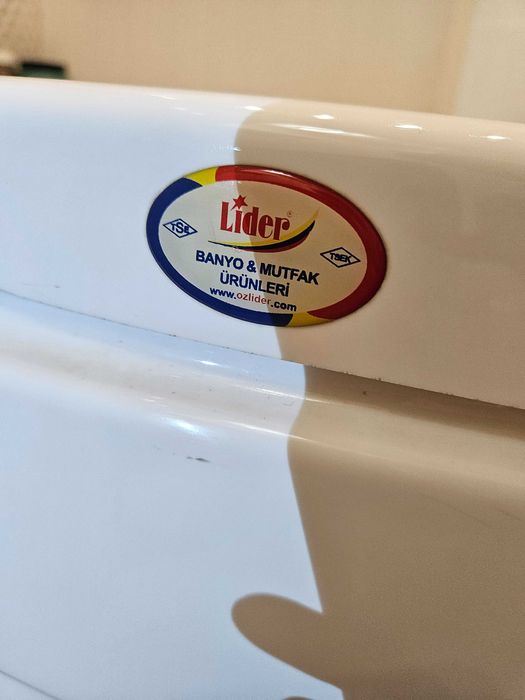 Lider®
TSE
TSEK
BANYO & MUTFAK
ÜRÜNLERİ
www.ozlider.com